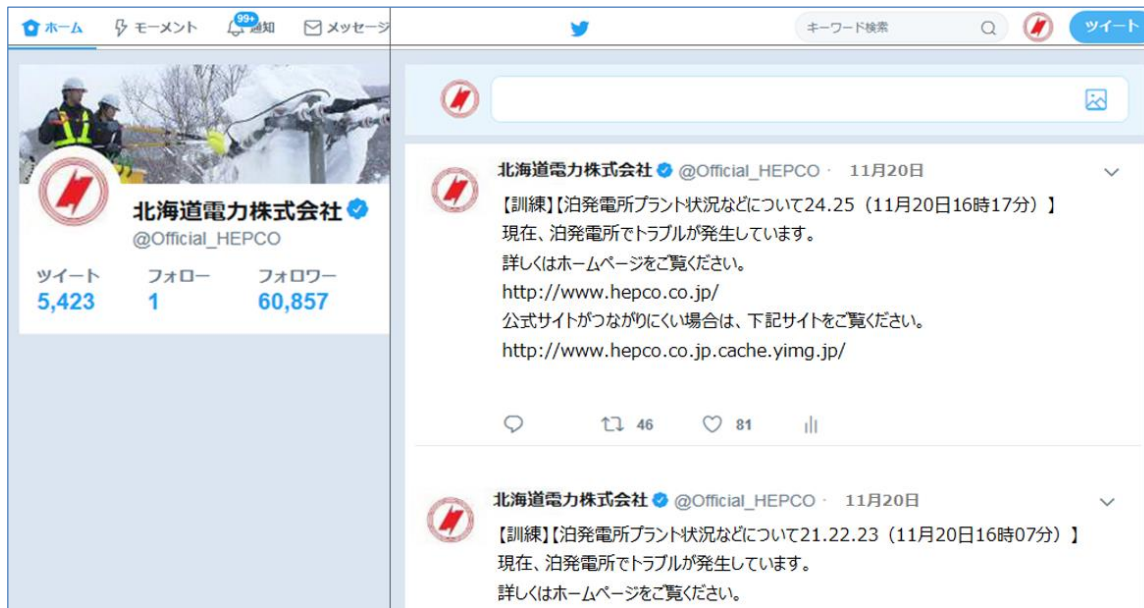 ホーム
モーメント
99+
通知
メッセージ
キーワード検索
ツイート
北海道電力株式会社
@Official_HEPCO
ツイート フォロー フォロワー
5,423 1 60,857
北海道電力株式会社 @Official_HEPCO · 11月20日
【訓練】【泊発電所プラント状況などについて24.25（11月20日16時17分）】
現在、泊発電所でトラブルが発生しています。
詳しくはホームページをご覧ください。
http://www.hepco.co.jp/
公式サイトがつながりにくい場合は、下記サイトをご覧ください。
http://www.hepco.co.jp.cache.yimg.jp/
46 81
北海道電力株式会社 @Official_HEPCO · 11月20日
【訓練】【泊発電所プラント状況などについて21.22.23（11月20日16時07分）】
現在、泊発電所でトラブルが発生しています。
詳しくはホームページをご覧ください。